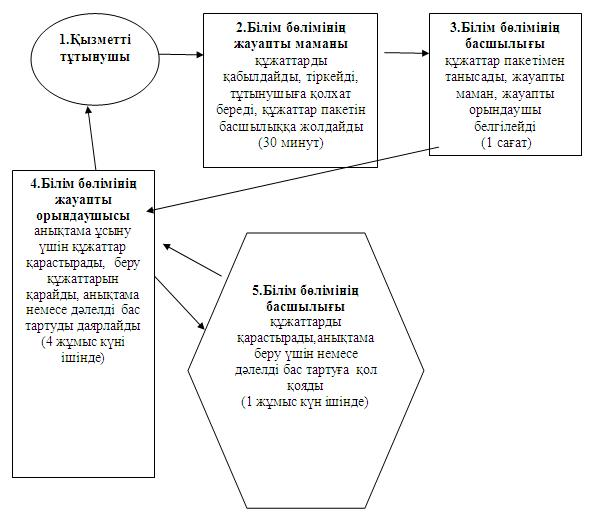 1.Қызметті
тұтынушы
2.Білім бөлімінің
жауапты маманы
құжаттарды
қабылдайды, тіркейді,
тұтынушыға қолхат
береді, құжаттар пакетін
басшылыққа жолдайды
(30 минут)
3.Білім бөлімінің
басшылығы
құжаттар пакетімен
танысады, жауапты
маман, жауапты
орындаушы
белгілейді
(1 сағат)
4.Білім бөлімінің
жауапты
орындаушысы
анықтама ұсыну
үшін құжаттар
қарастырады, беру
құжаттарын
қарайды, анықтама
немесе дәлелді бас
тартуды даярлайды
(4 жұмыс күні
ішінде)
5.Білім бөлімінің
басшылығы
құжаттарды
қарастырады,анықтама
беру үшін немесе
дәлелді бас тартуға қол
қояды
(1 жұмыс күн ішінде)